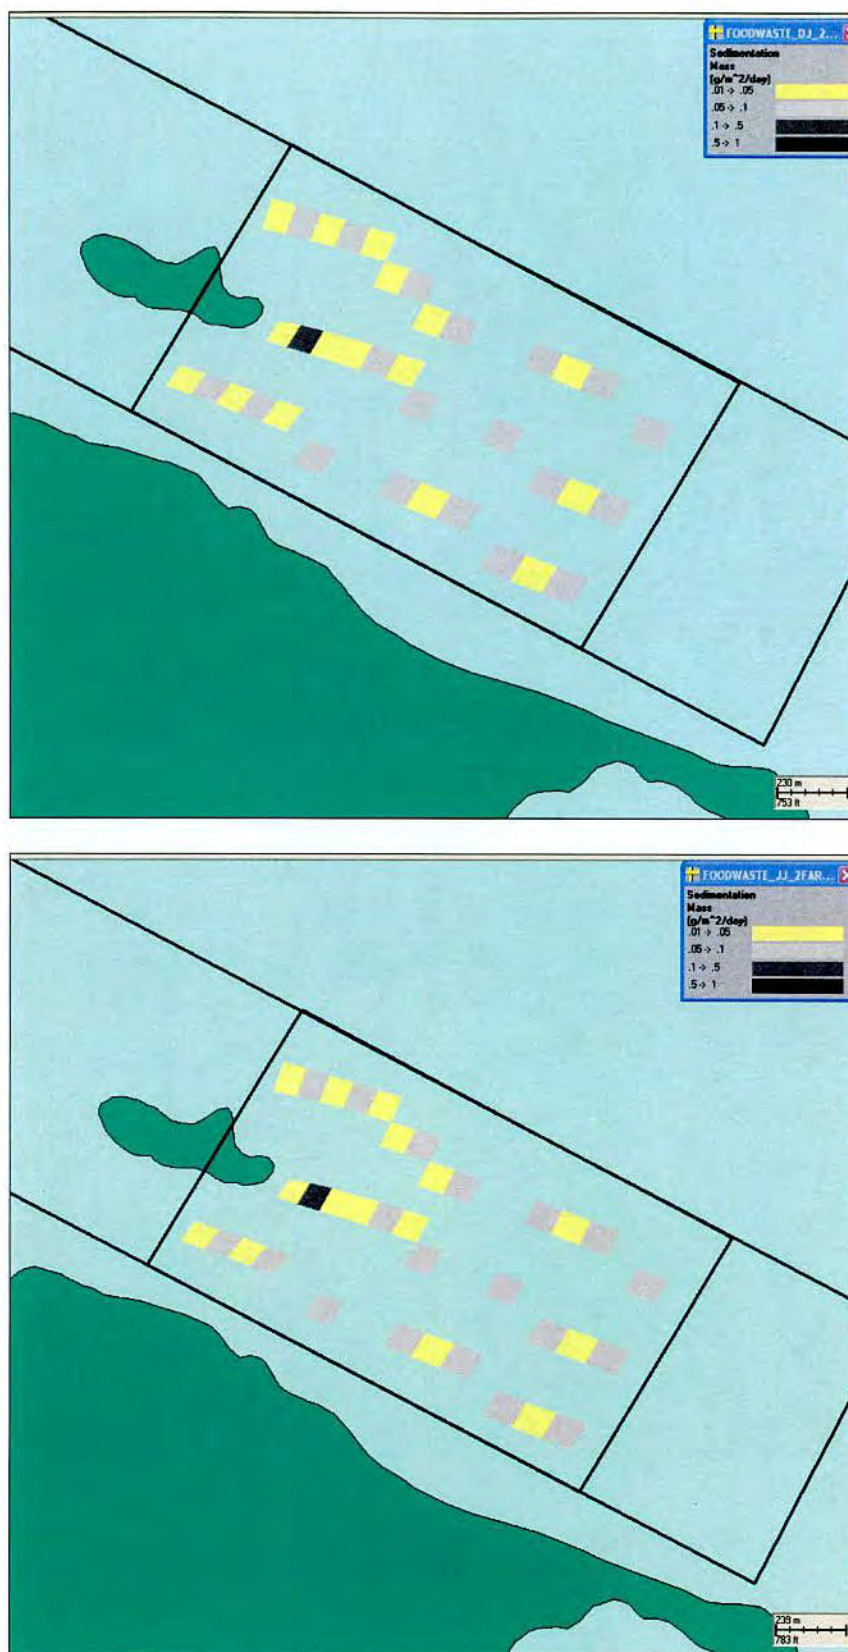 FOODWASTE_DJ_2...
Sedimentation
Mass
(g/m^2/day)
.01 -> .05
.05 -> .1
.1 -> .5
.5 -> 1
230 m
753 ft
FOODWASTE_JJ_2FAR...
Sedimentation
Mass
(g/m^2/day)
.01 -> .05
.05 -> .1
.1 -> .5
.5 -> 1
239 m
783 ft